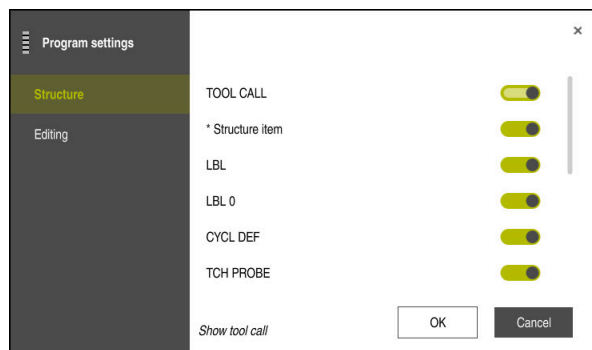 Program settings
×
Structure
Editing
TOOL CALL
* Structure item
LBL
LBL 0
CYCL DEF
TCH PROBE
Show tool call
OK
Cancel